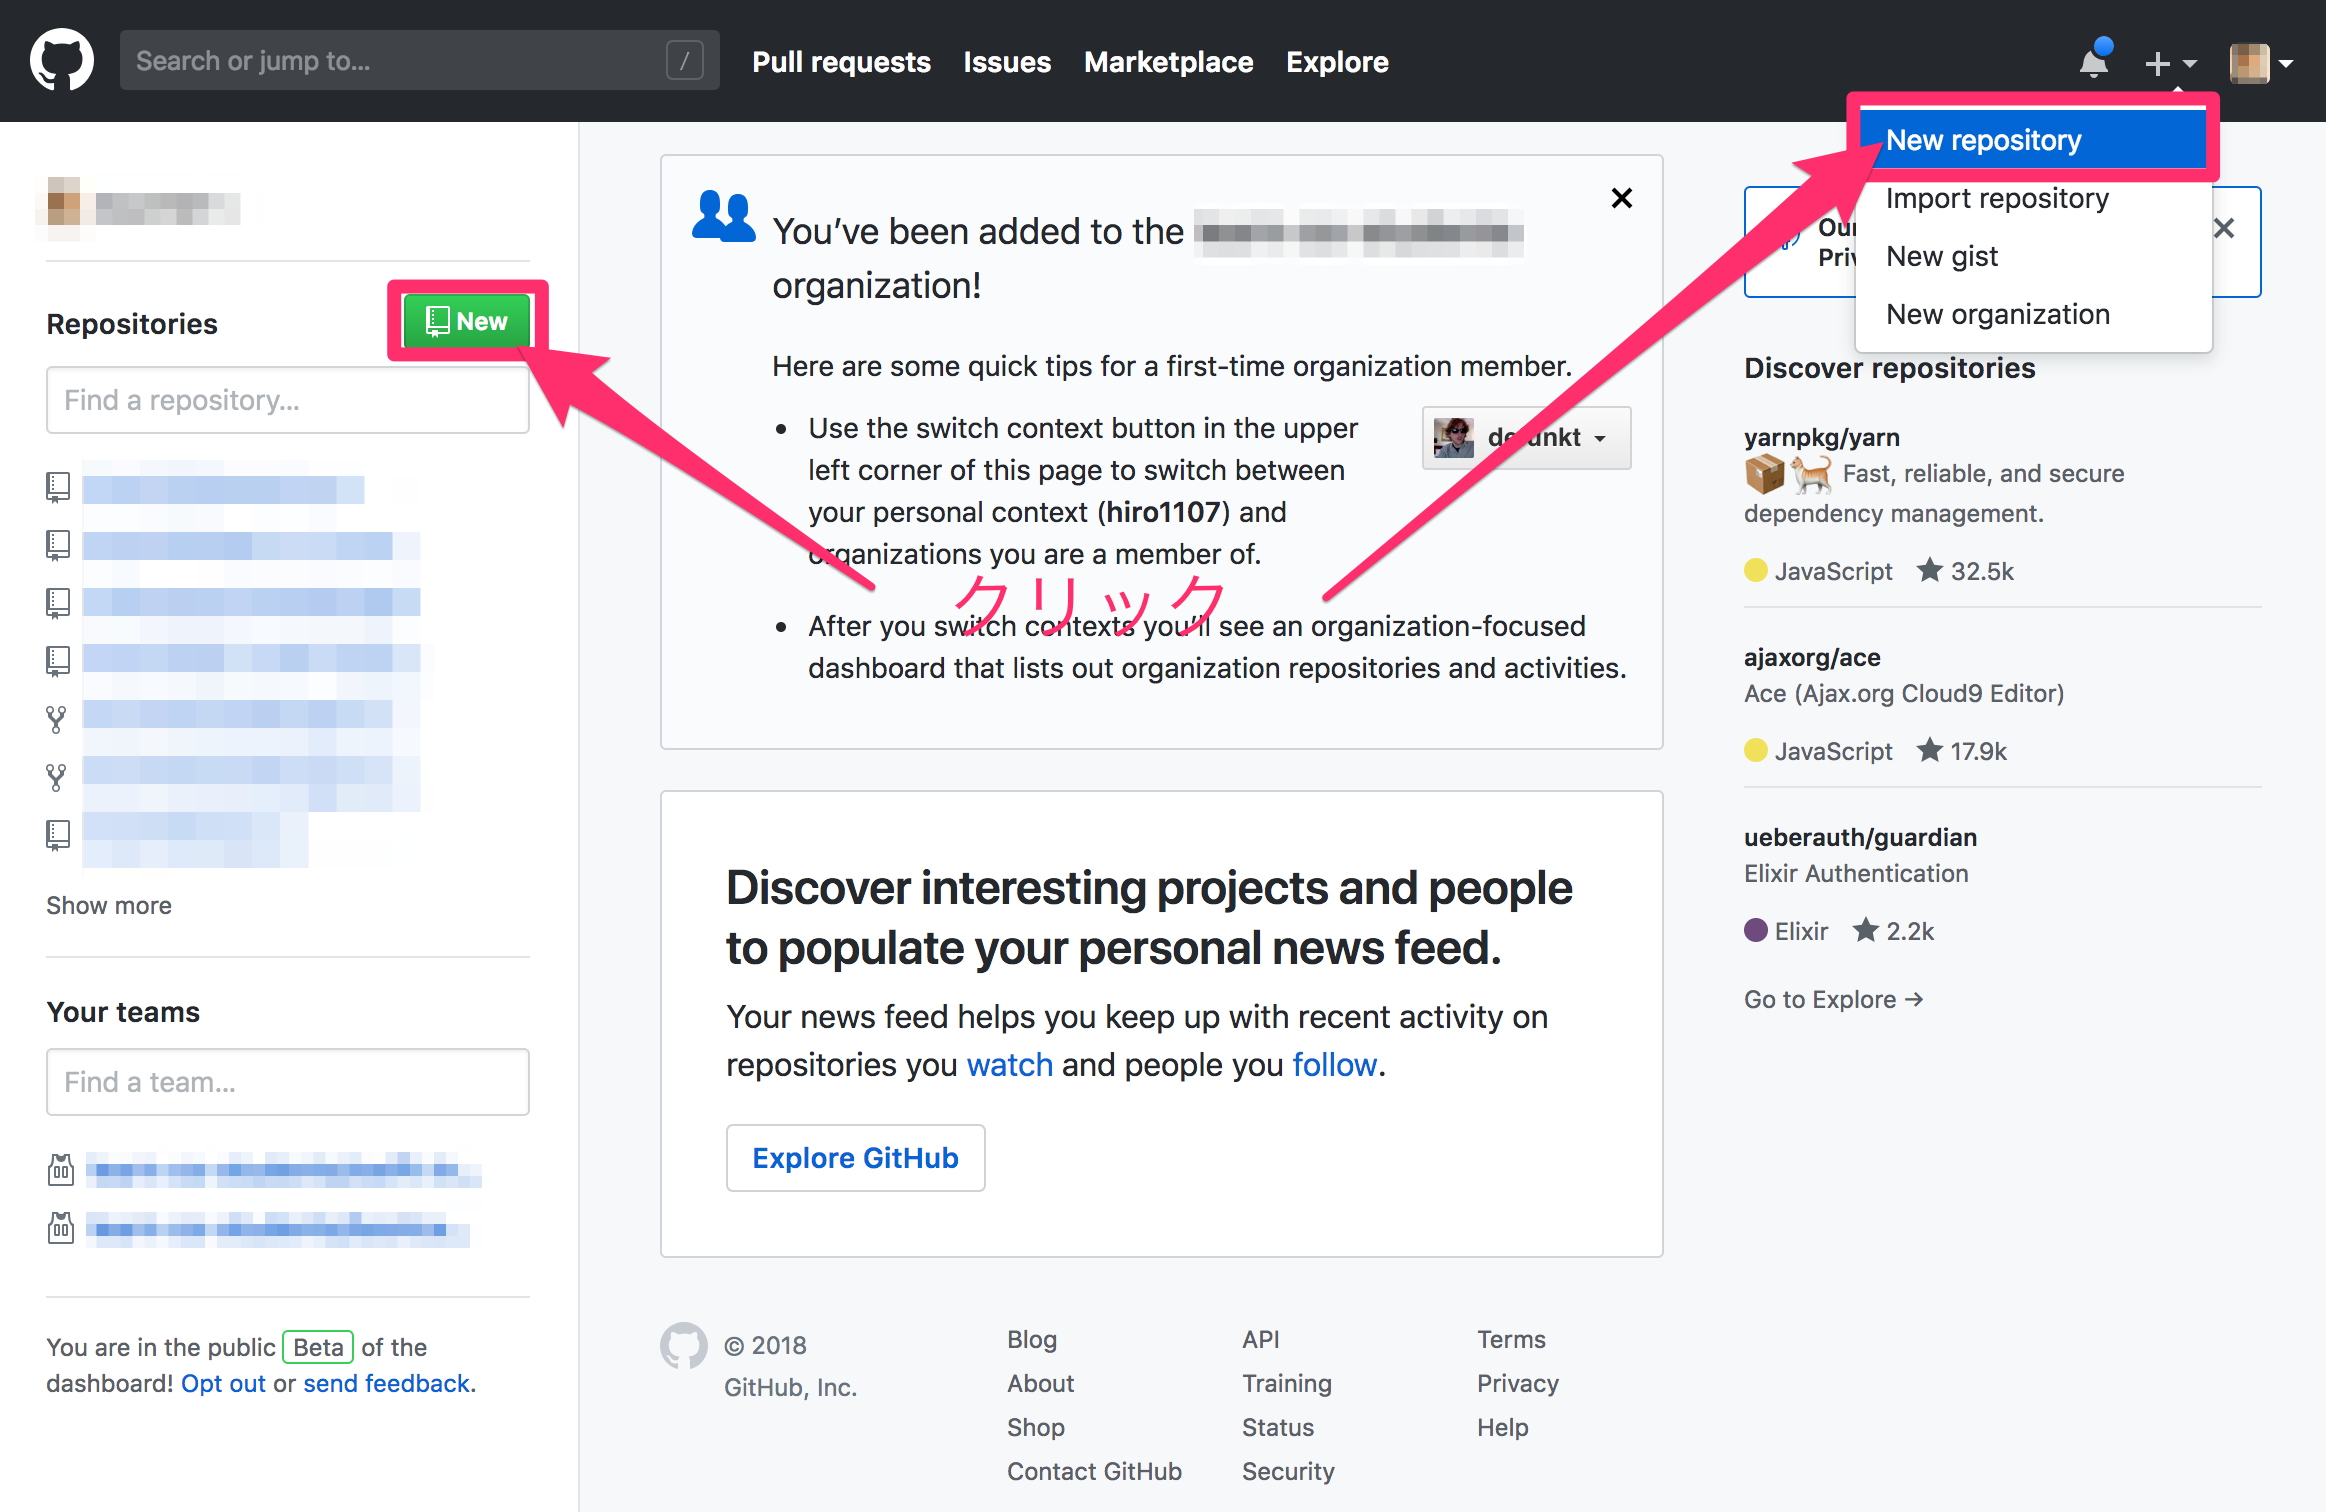 Search or jump to...
/
Pull requests
Issues
Marketplace
Explore
New repository
Import repository
New gist
New organization
Repositories
New
Find a repository...
Show more
Your teams
Find a team...
You are in the public Beta of the
dashboard! Opt out or send feedback.
You've been added to the
organization!
Here are some quick tips for a first-time organization member.
Use the switch context button in the upper
left corner of this page to switch between
your personal context (hiro1107) and
organizations you are a member of.
クリック
After you switch contexts you'll see an organization-focused
dashboard that lists out organization repositories and activities.
Discover interesting projects and people
to populate your personal news feed.
Your news feed helps you keep up with recent activity on
repositories you watch and people you follow.
Explore GitHub
Discover repositories
yarnpkg/yarn
Fast, reliable, and secure
dependency management.
JavaScript 32.5k
ajaxorg/ace
Ace (Ajax.org Cloud9 Editor)
JavaScript 17.9k
ueberauth/guardian
Elixir Authentication
Elixir 2.2k
Go to Explore →
© 2018
GitHub, Inc.
Blog
About
Shop
Contact GitHub
API
Training
Status
Security
Terms
Privacy
Help